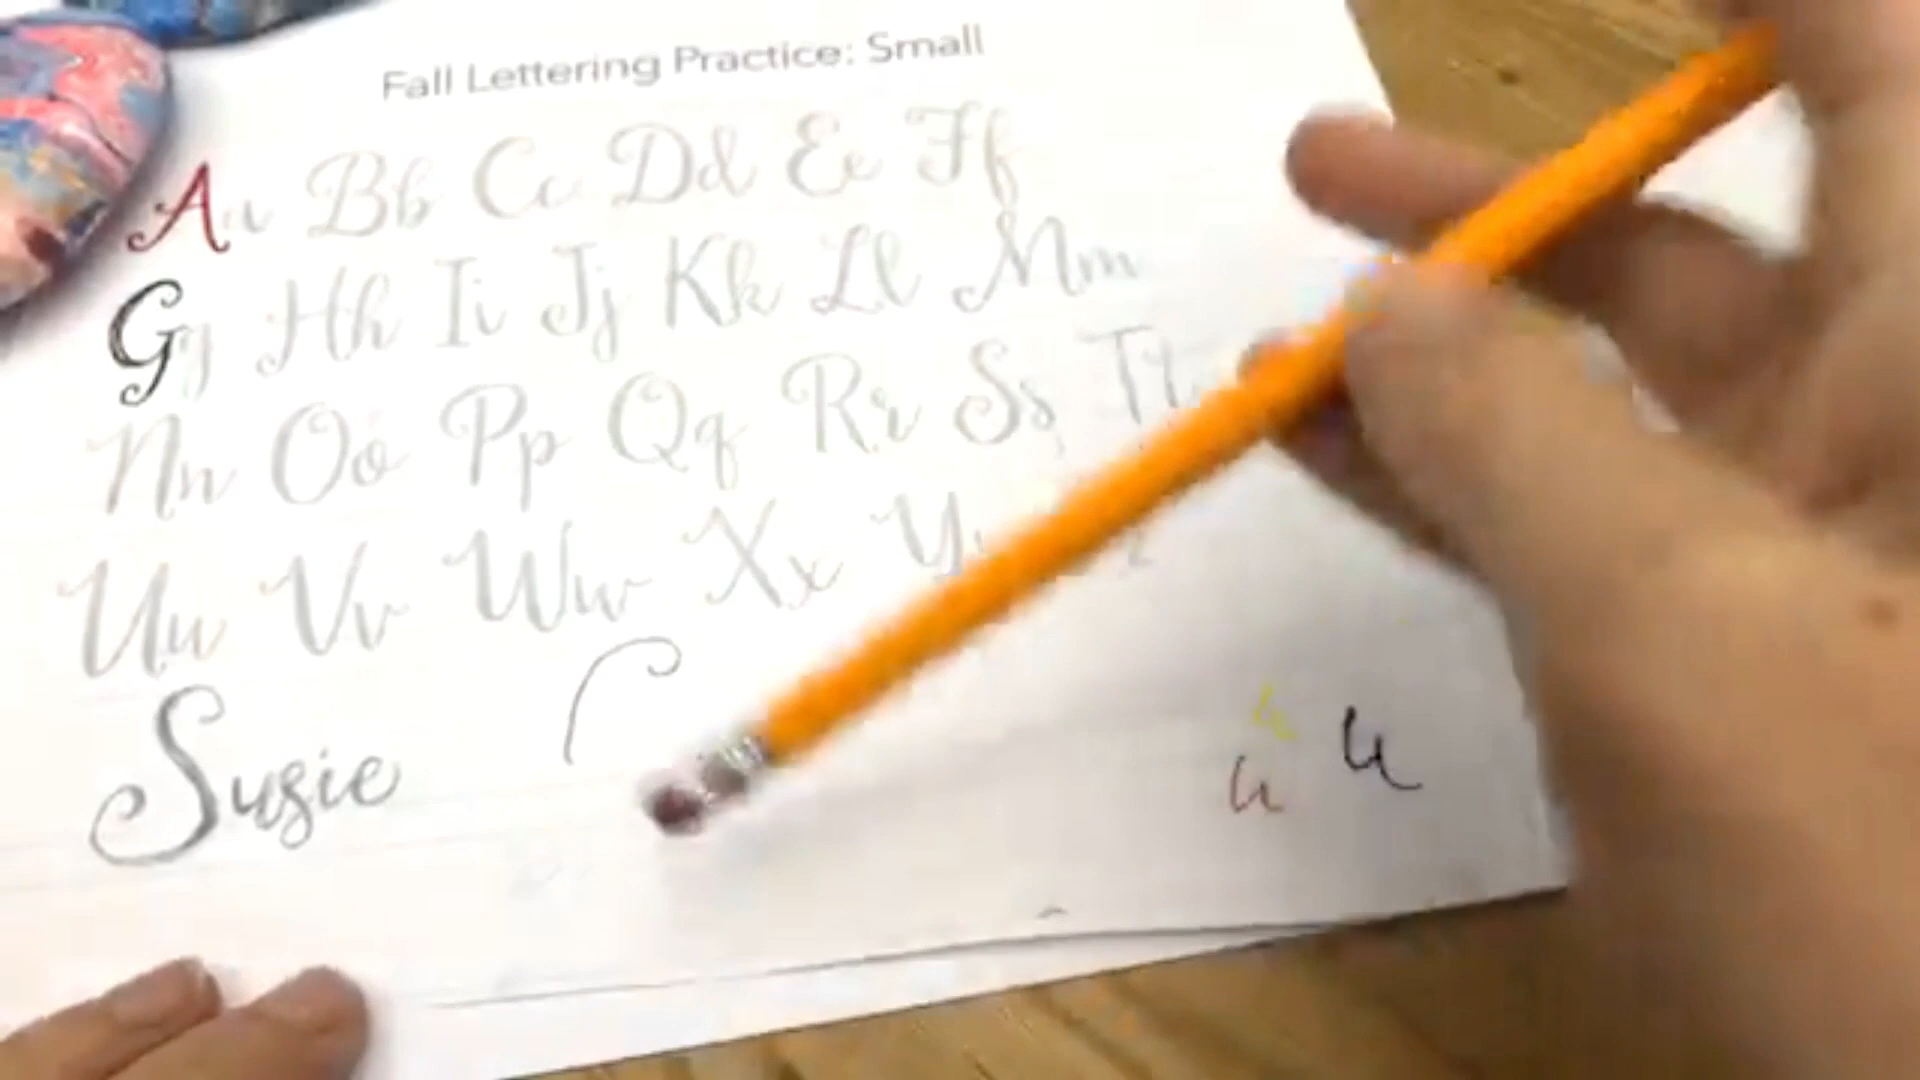 Fall Lettering Practice: Small
Aa Bb Cc Dd Ee Ff
Gg Hh Ii Jj Kk Ll Mm
Nn Oo Pp Qq Rr Ss Tt
Uu Vv Ww Xx Yy z
Susie
u
u u